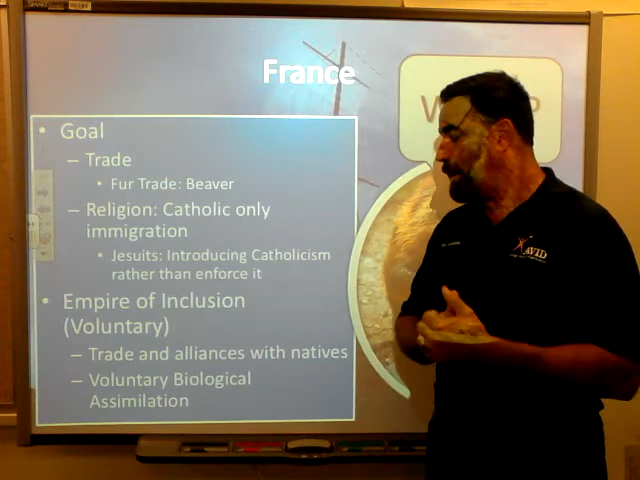 SMART
France
• Goal
– Trade
• Fur Trade: Beaver
– Religion: Catholic only
immigration
• Jesuits: Introducing Catholicism
rather than enforce it
• Empire of Inclusion
(Voluntary)
– Trade and alliances with natives
– Voluntary Biological
Assimilation
AVID